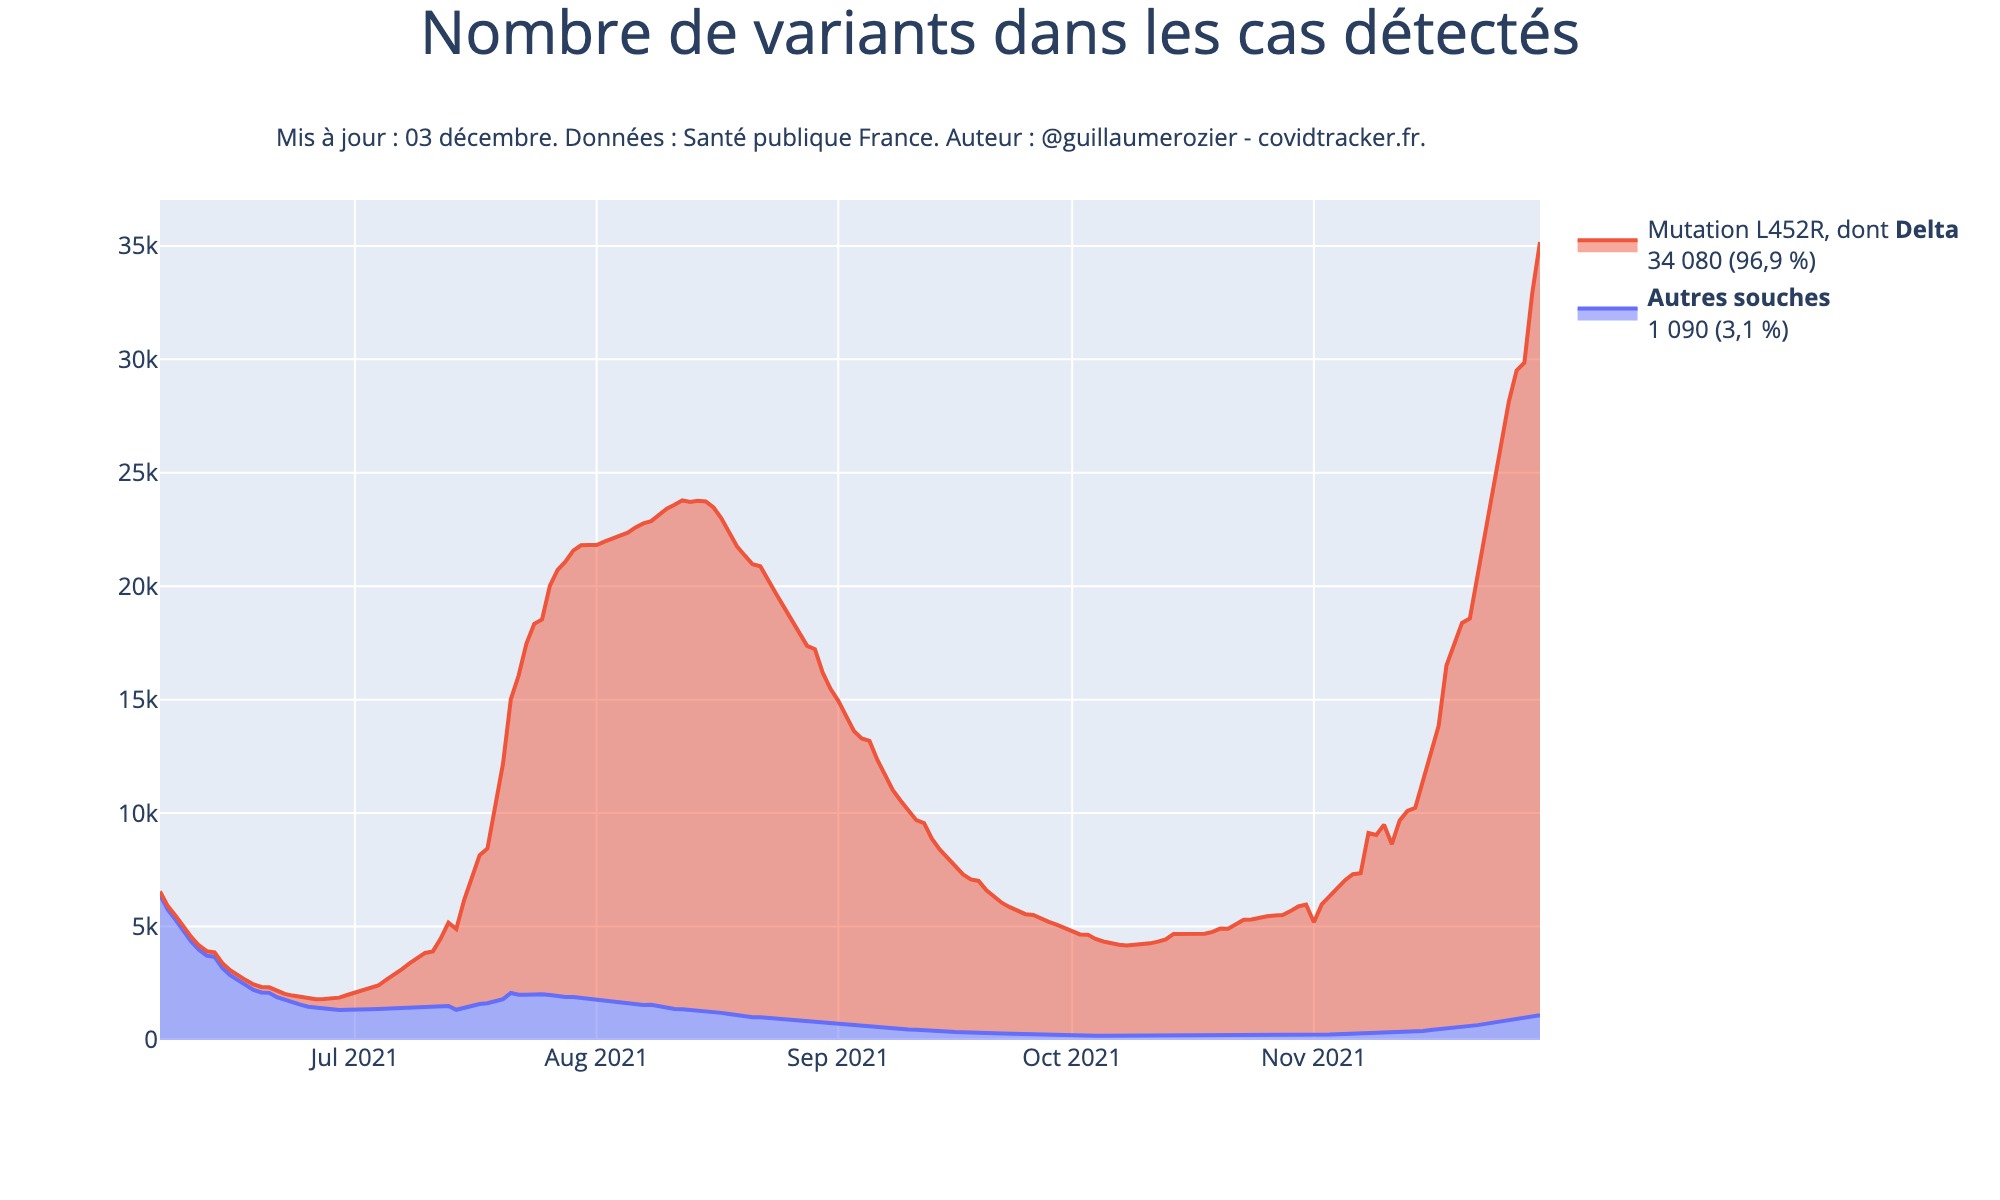 Nombre de variants dans les cas détectés
Mis à jour : 03 décembre. Données : Santé publique France. Auteur : @guillaumerozier - covidtracker.fr.
35k
30k
25k
20k
15k
10k
5k
0
Jul 2021
Aug 2021
Sep 2021
Oct 2021
Nov 2021
Mutation L452R, dont Delta
34 080 (96,9 %)
Autres souches
1 090 (3,1 %)